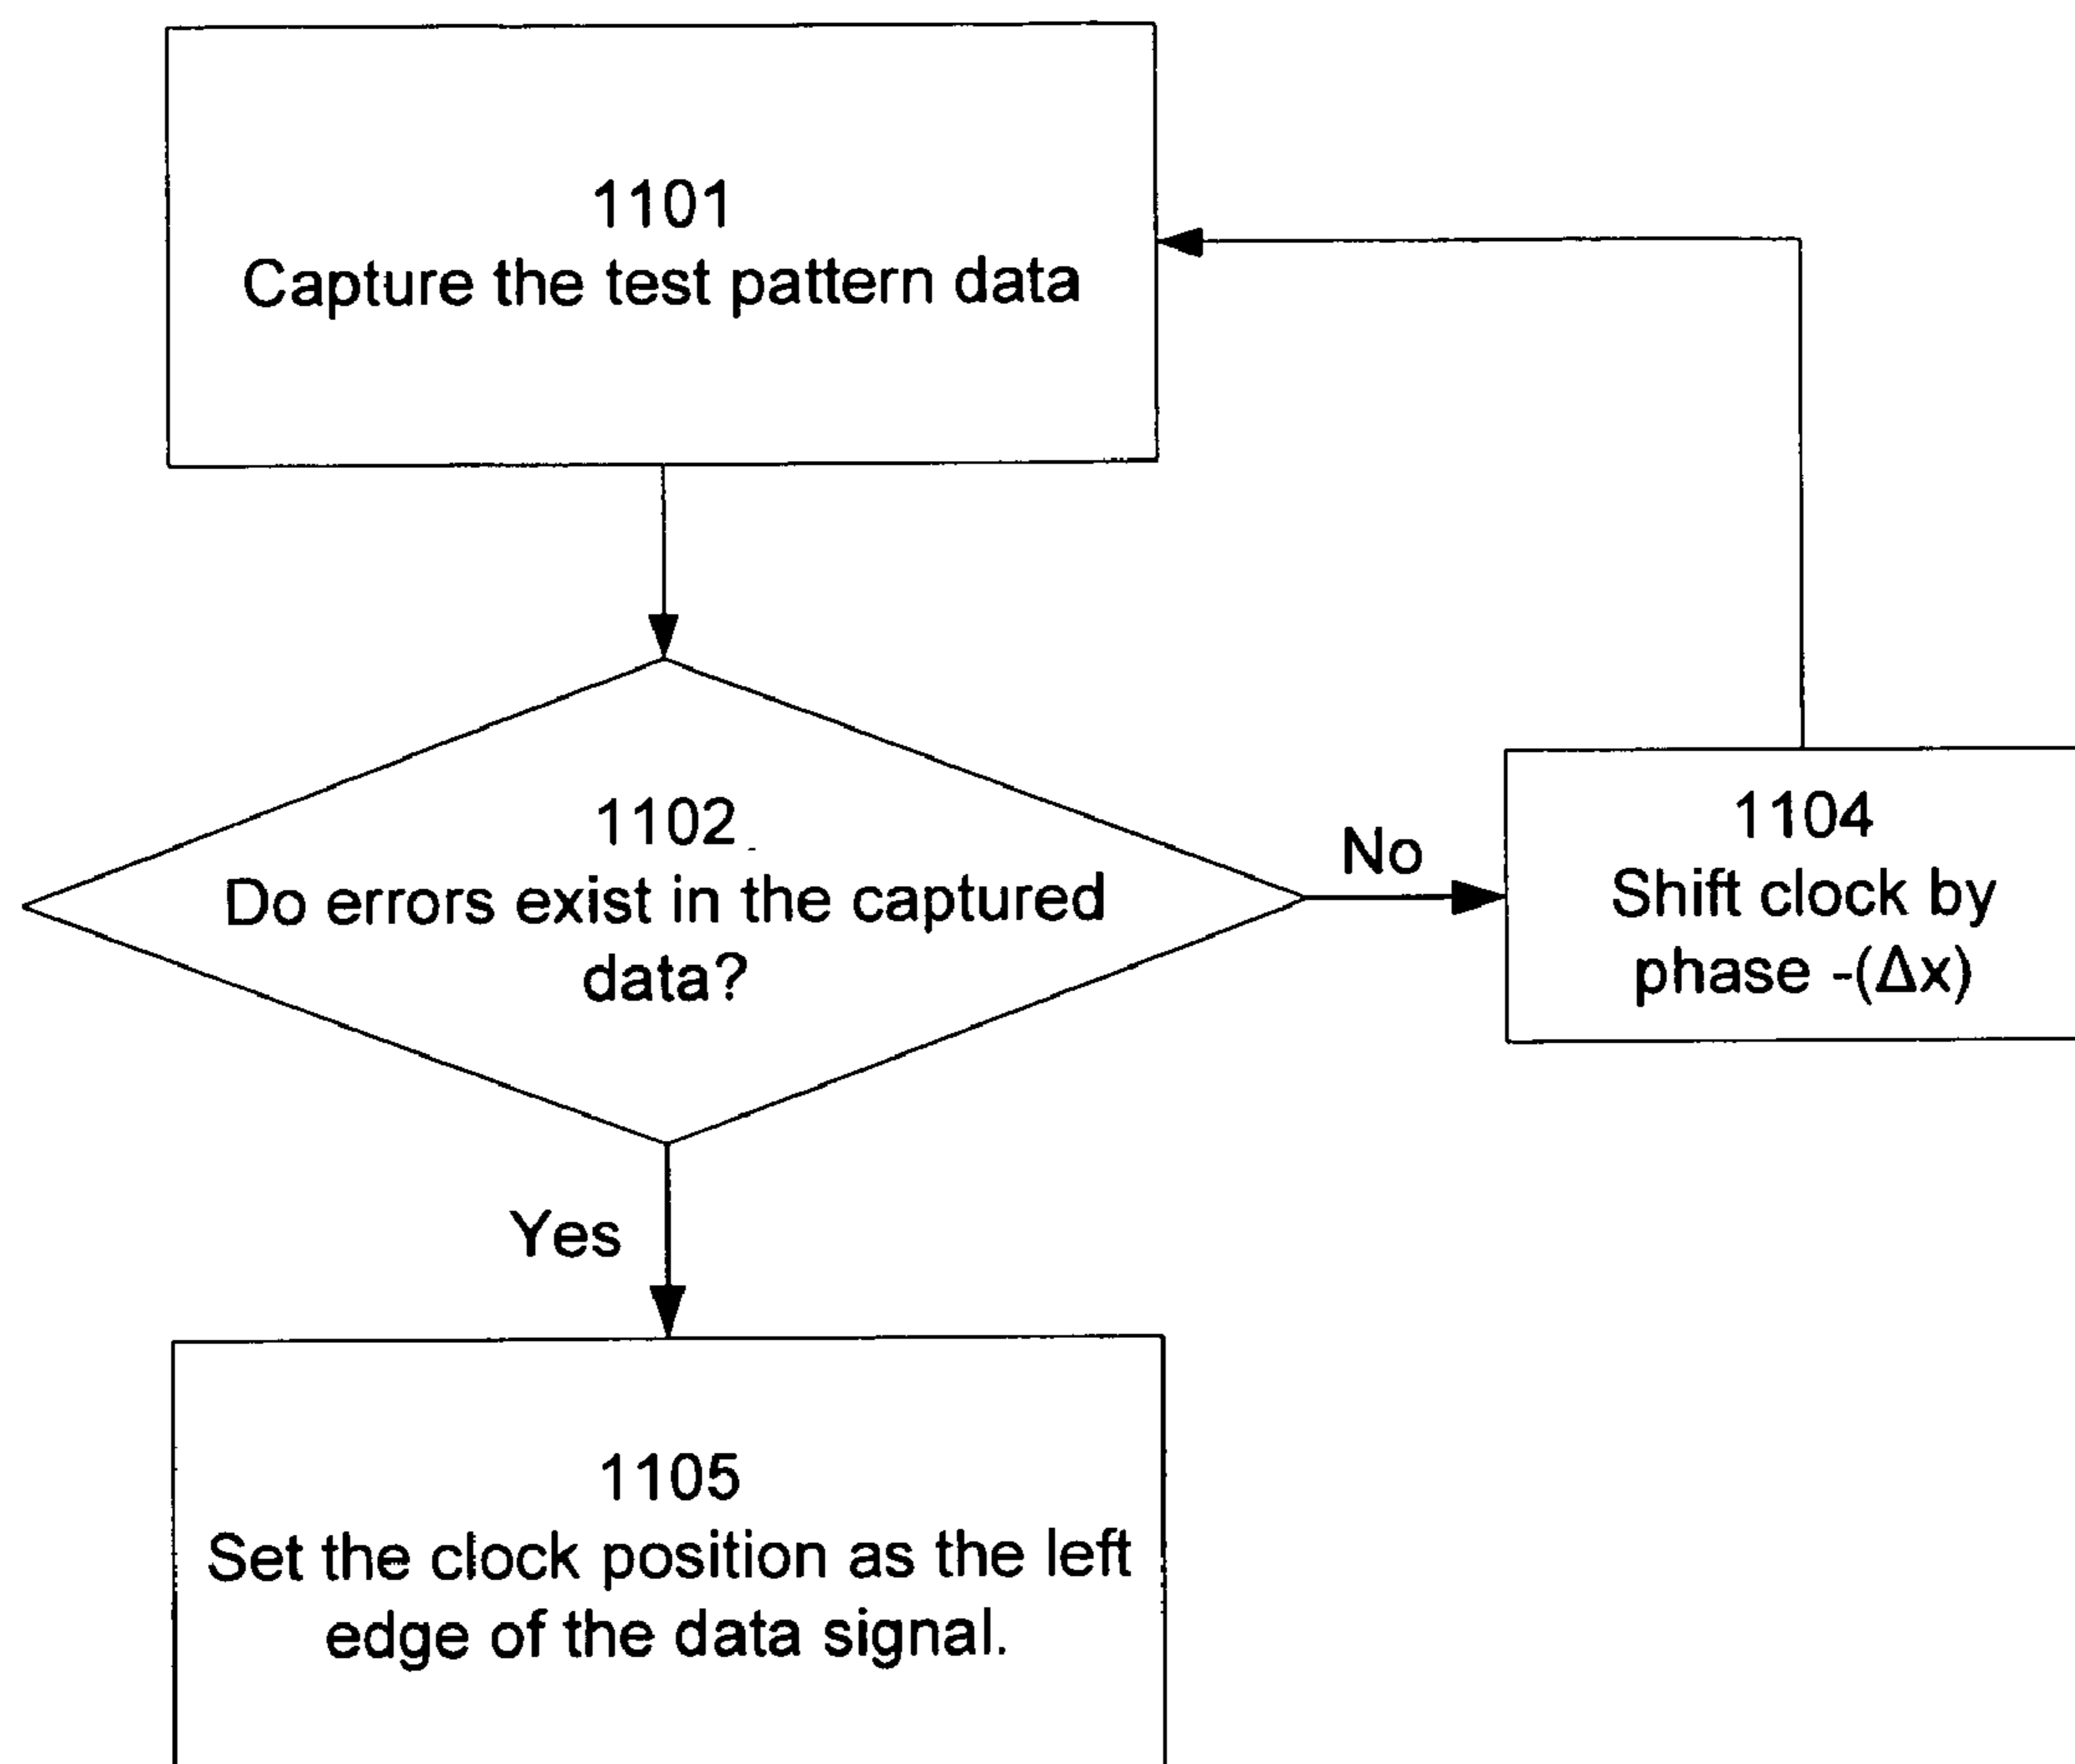 1101
Capture the test pattern data
1102
Do errors exist in the captured
data?
No
1104
Shift clock by
phase -(Δx)
Yes
1105
Set the clock position as the left
edge of the data signal.